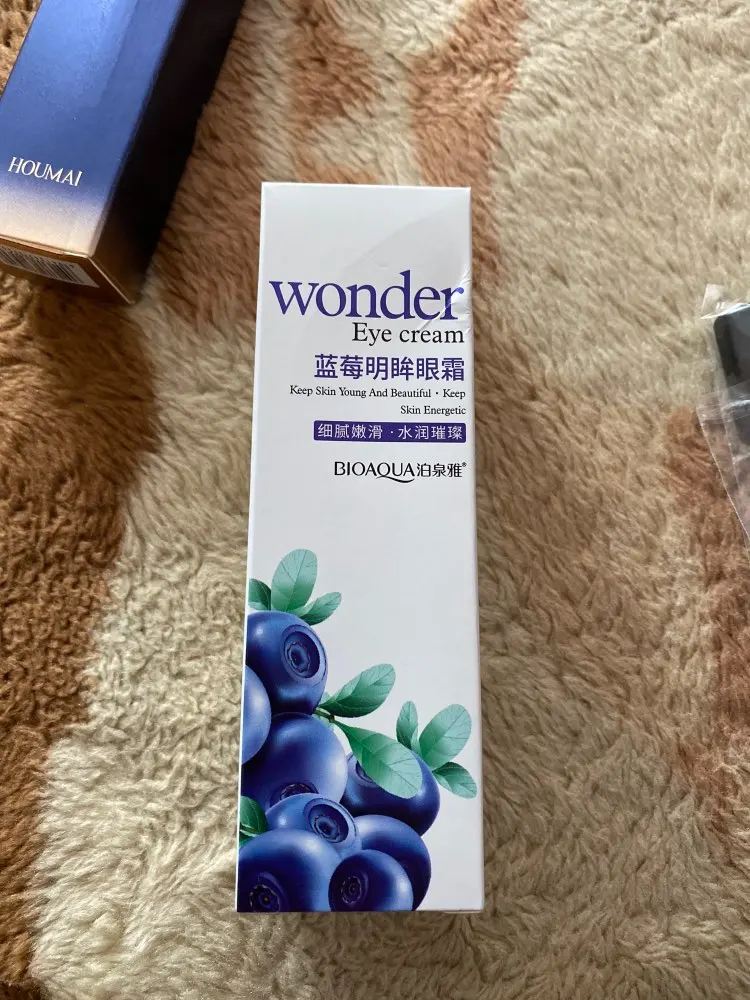 HOUMAI
wonder
Eye cream
蓝莓明眸眼霜
Keep Skin Young And Beautiful · Keep
Skin Energetic
细腻嫩滑 · 水润璀璨
BIOAQUA泊泉雅®